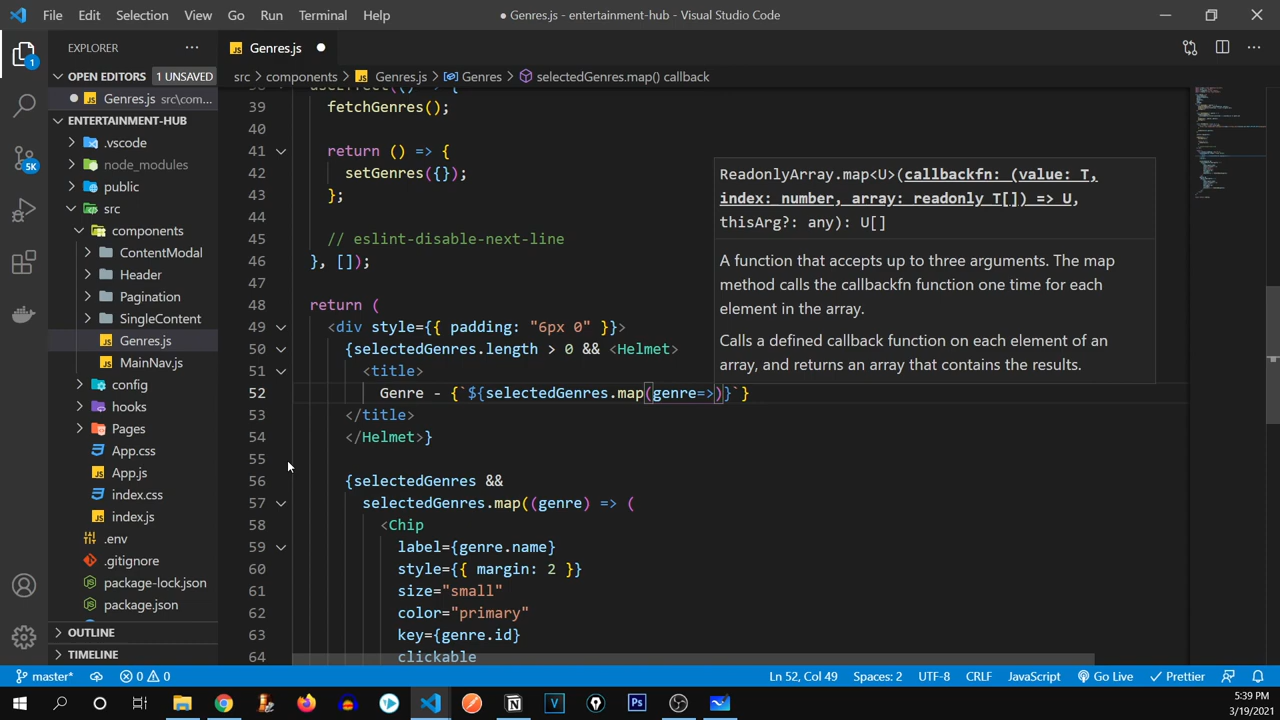 File Edit Selection View Go Run Terminal Help
● Genres.js - entertainment-hub - Visual Studio Code
EXPLORER
OPEN EDITORS 1 UNSAVED
Genres.js src\com...
ENTERTAINMENT-HUB
.vscode
node_modules
public
src
components
ContentModal
Header
Pagination
SingleContent
Genres.js
MainNav.js
config
hooks
Pages
App.css
App.js
index.css
index.js
.env
.gitignore
package-lock.json
package.json
OUTLINE
TIMELINE
1
5K
JS Genres.js
src > components > JS Genres.js > Genres > selectedGenres.map() callback
38 useEffect(() => {
39 fetchGenres();
40
41 return () => {
42 setGenres({});
43 };
44
45 // eslint-disable-next-line
46 }, []);
47
48 return (
49 <div style={{ padding: "6px 0" }}>
50 {selectedGenres.length > 0 && <Helmet>
51 <title>
52 Genre - {`${selectedGenres.map(genre=>)}`}
53 </title>
54 </Helmet>}
55
56 {selectedGenres &&
57 selectedGenres.map((genre) => (
58 <Chip
59 label={genre.name}
60 style={{ margin: 2 }}
61 size="small"
62 color="primary"
63 key={genre.id}
64 clickable
ReadonlyArray.map<U>(callbackfn: (value: T,
index: number, array: readonly T[]) => U,
thisArg?: any): U[]
A function that accepts up to three arguments. The map
method calls the callbackfn function one time for each
element in the array.
Calls a defined callback function on each element of an
array, and returns an array that contains the results.
master* 0 0 Ln 52, Col 49 Spaces: 2 UTF-8 CRLF JavaScript Go Live Prettier
5:39 PM
3/19/2021